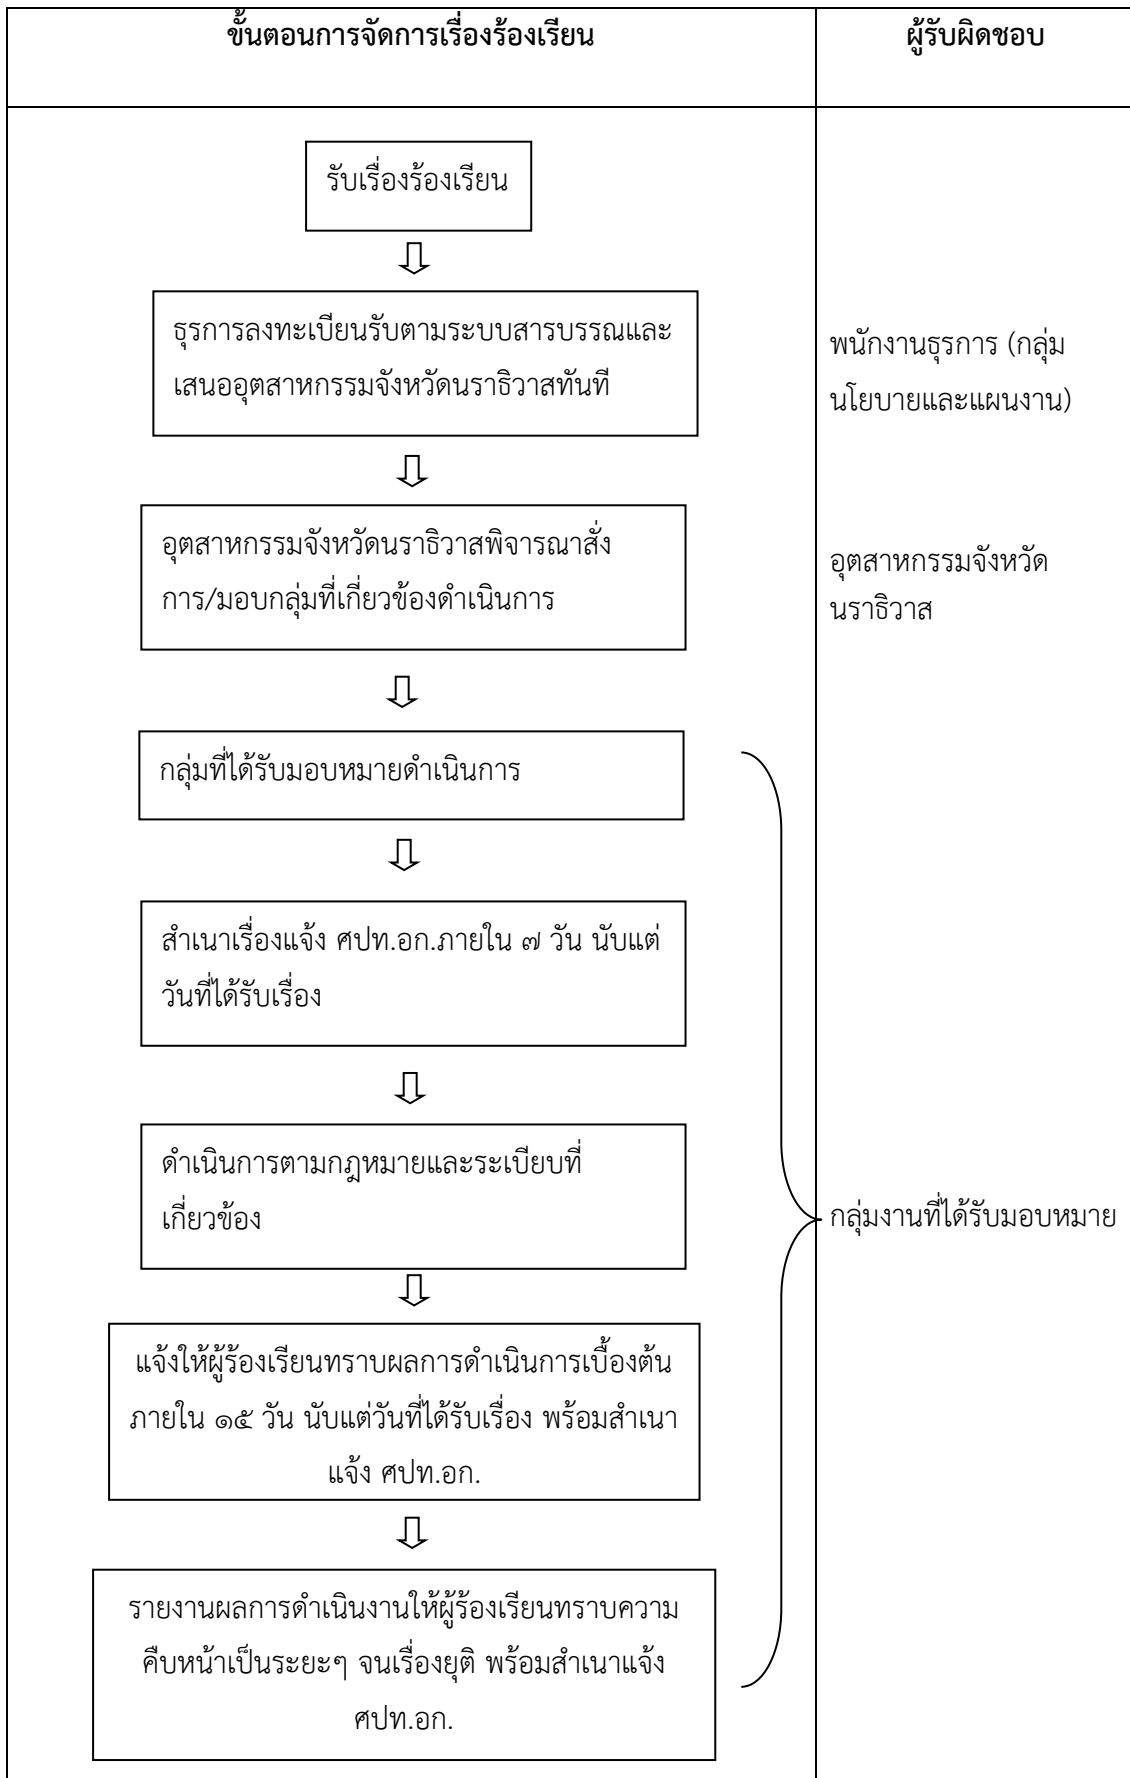 ขั้นตอนการจัดการเรื่องร้องเรียน
ผู้รับผิดชอบ
รับเรื่องร้องเรียน
ธุรการลงทะเบียนรับตามระบบสารบรรณและ
เสนออุตสาหกรรมจังหวัดนราธิวาสทันที
พนักงานธุรการ (กลุ่ม
นโยบายและแผนงาน)
อุตสาหกรรมจังหวัดนราธิวาสพิจารณาสั่ง
การ/มอบกลุ่มที่เกี่ยวข้องดำเนินการ
อุตสาหกรรมจังหวัด
นราธิวาส
กลุ่มที่ได้รับมอบหมายดำเนินการ
สำเนาเรื่องแจ้ง ศปท.อก.ภายใน ๗ วัน นับแต่
วันที่ได้รับเรื่อง
ดำเนินการตามกฎหมายและระเบียบที่
เกี่ยวข้อง
กลุ่มงานที่ได้รับมอบหมาย
แจ้งให้ผู้ร้องเรียนทราบผลการดำเนินการเบื้องต้น
ภายใน ๑๕ วัน นับแต่วันที่ได้รับเรื่อง พร้อมสำเนา
แจ้ง ศปท.อก.
รายงานผลการดำเนินงานให้ผู้ร้องเรียนทราบความ
คืบหน้าเป็นระยะๆ จนเรื่องยุติ พร้อมสำเนาแจ้ง
ศปท.อก.